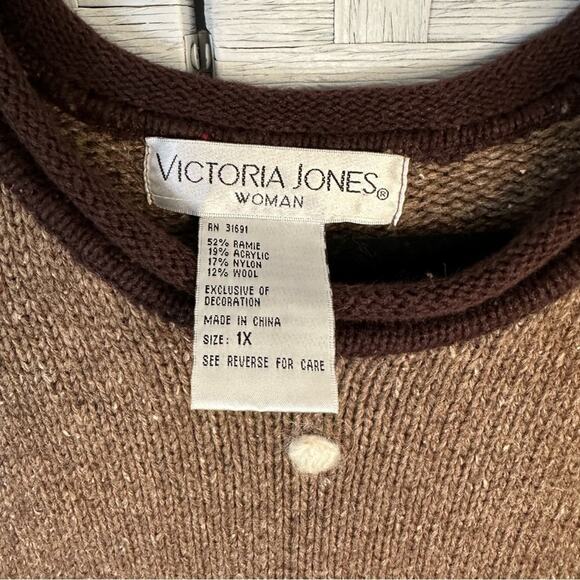 VICTORIA JONES®
WOMAN
RN 31691
52% RAMIE
19% ACRYLIC
17% NYLON
12% WOOL
EXCLUSIVE OF
DECORATION
MADE IN CHINA
SIZE: 1X
SEE REVERSE FOR CARE